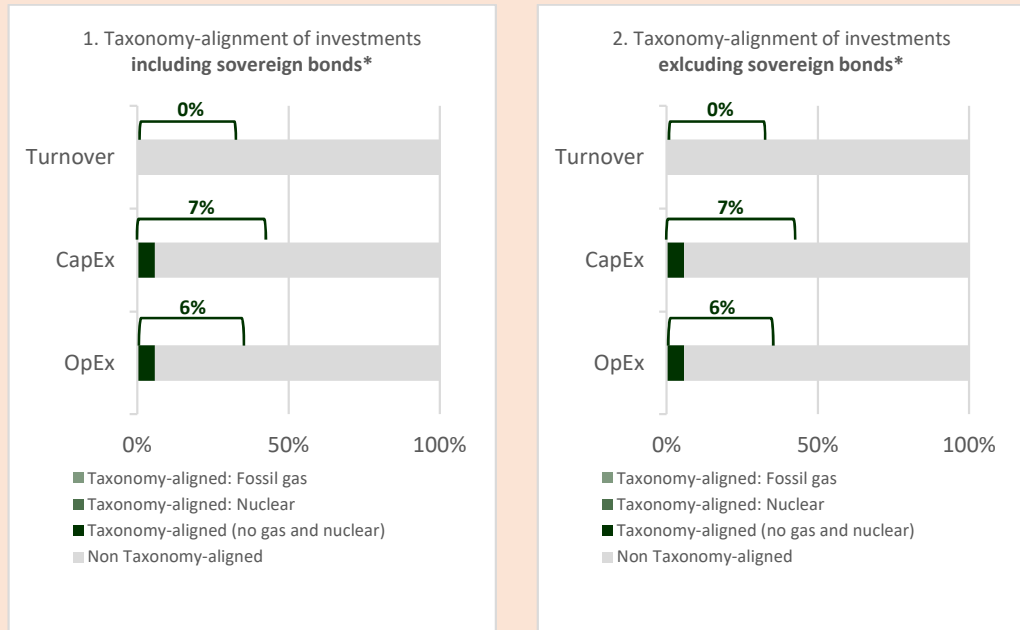 1. Taxonomy-alignment of investments
including sovereign bonds*
0%
Turnover
7%
CapEx
6%
OpEx
0%
50%
100%
Taxonomy-aligned: Fossil gas
Taxonomy-aligned: Nuclear
Taxonomy-aligned (no gas and nuclear)
Non Taxonomy-aligned
2. Taxonomy-alignment of investments
exlcuding sovereign bonds*
0%
Turnover
7%
CapEx
6%
OpEx
0%
50%
100%
Taxonomy-aligned: Fossil gas
Taxonomy-aligned: Nuclear
Taxonomy-aligned (no gas and nuclear)
Non Taxonomy-aligned